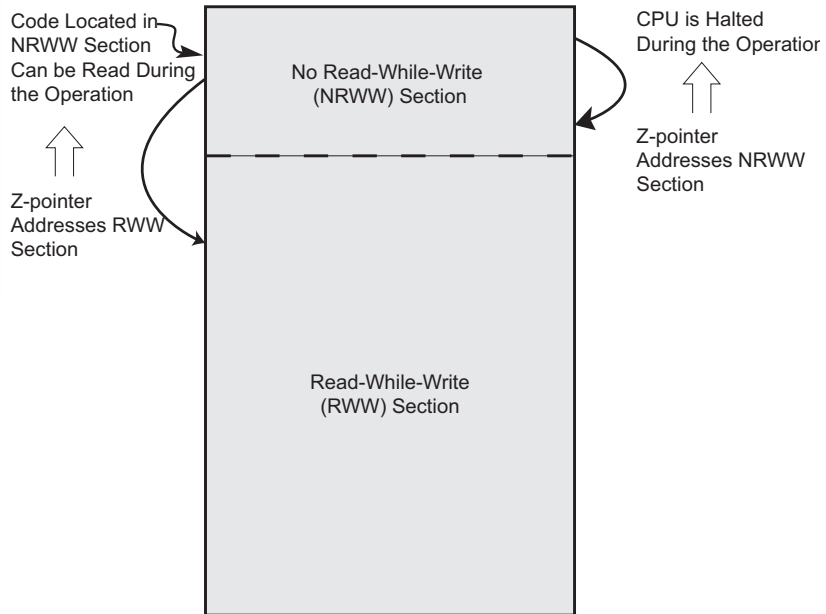 Code Located in
NRWW Section
Can be Read During
the Operation
Z-pointer
Addresses RWW
Section
No Read-While-Write
(NRWW) Section
Read-While-Write
(RWW) Section
CPU is Halted
During the Operation
Z-pointer
Addresses NRWW
Section